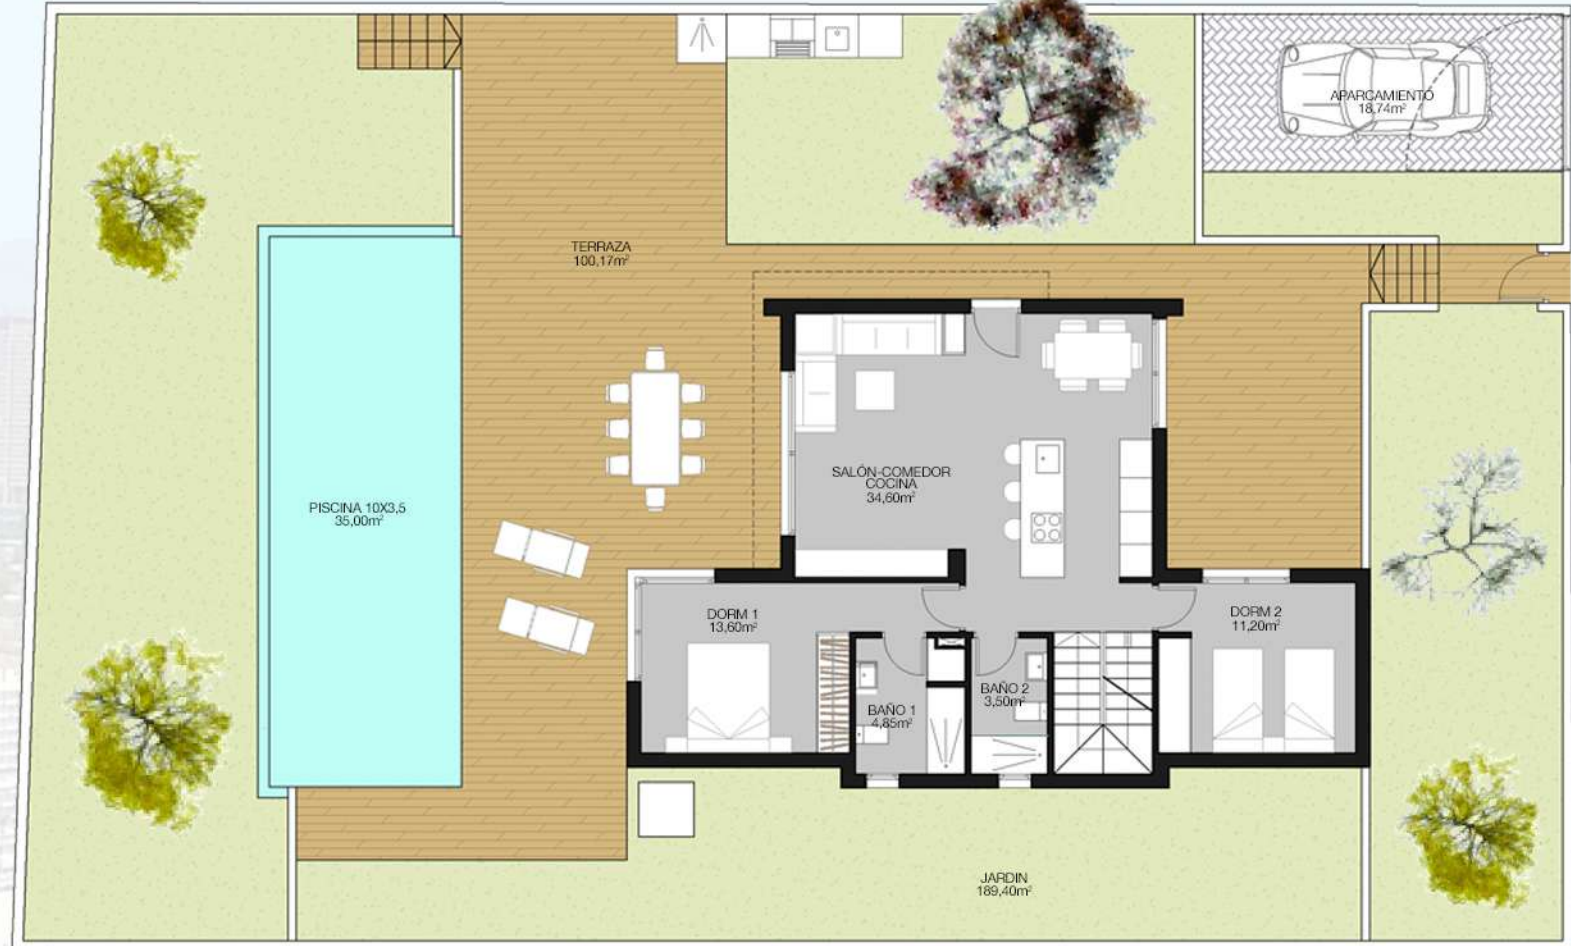 APARCAMIENTO
18,74m²
TERRAZA
100,17m²
SALÓN-COMEDOR
COCINA
34,60m²
PISCINA 10X3,5
35,00m²
DORM 1
13,60m²
DORM 2
11,20m²
BAÑO 2
3,50m²
BAÑO 1
4,85m²
JARDIN
189,40m²